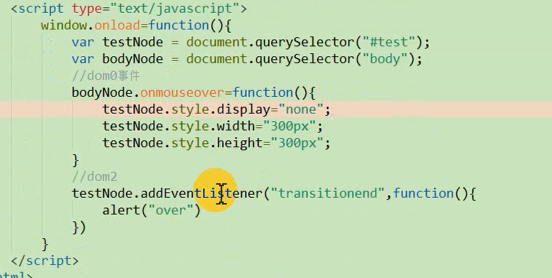 <script type="text/javascript">
window.onload=function(){
var testNode = document.querySelector("#test");
var bodyNode = document.querySelector("body");
//dom0事件
bodyNode.onmouseover=function(){
testNode.style.display="none";
testNode.style.width="300px";
testNode.style.height="300px";
}
//dom2
testNode.addEventListener("transitionend",function(){
alert("over")
})
}
</script>